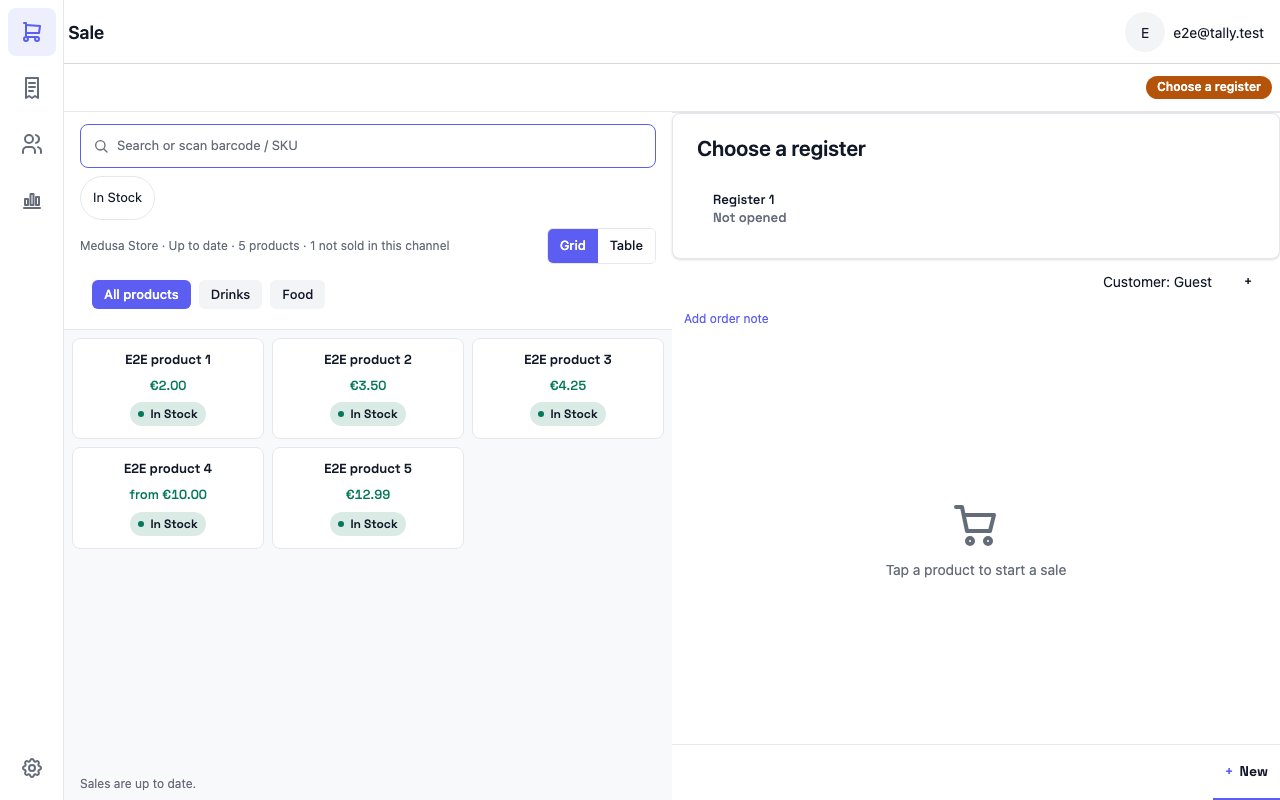 Sale
E
e2e@tally.test
Choose a register
Search or scan barcode / SKU
In Stock
Medusa Store · Up to date · 5 products · 1 not sold in this channel
Grid
Table
All products
Drinks
Food
E2E product 1
€2.00
In Stock
E2E product 2
€3.50
In Stock
E2E product 3
€4.25
In Stock
E2E product 4
from €10.00
In Stock
E2E product 5
€12.99
In Stock
Sales are up to date.
Choose a register
Register 1
Not opened
Customer: Guest
+
Add order note
Tap a product to start a sale
+ New